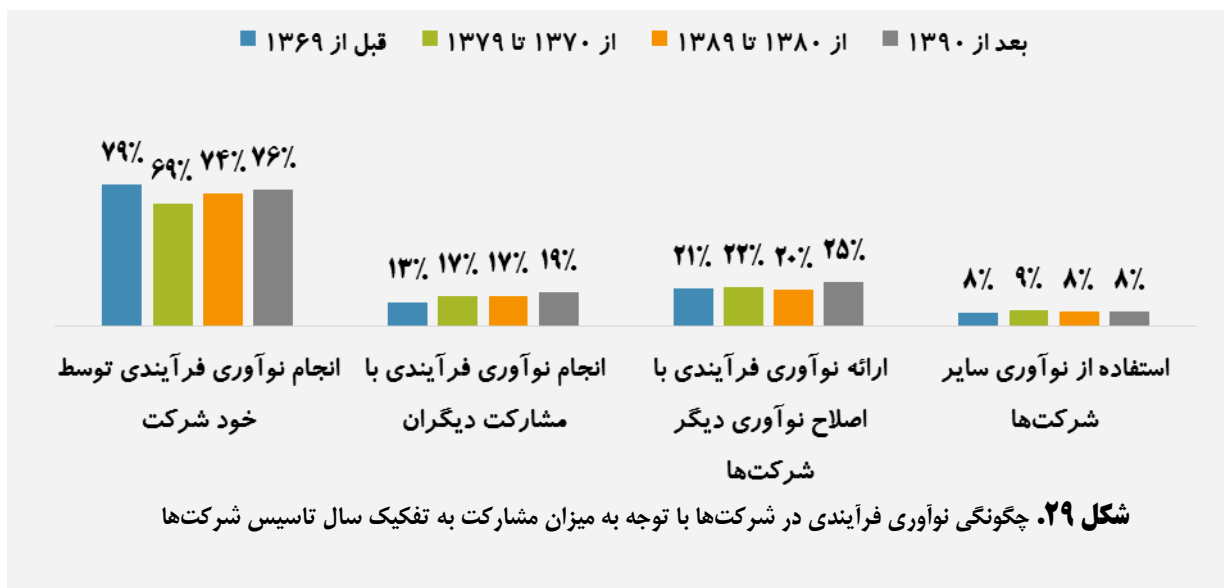 قبل از ۱۳۶۹ از ۱۳۷۰ تا ۱۳۷۹ از ۱۳۸۰ تا ۱۳۸۹ بعد از ۱۳۹۰
۷۹٪ ۶۹٪ ۷۴٪ ۷۶٪
۱۳٪ ۱۷٪ ۱۷٪ ۱۹٪
۲۱٪ ۲۲٪ ۲۰٪ ۲۵٪
۸٪ ۹٪ ۸٪ ۸٪
انجام نوآوری فرآیندی توسط
خود شرکت
انجام نوآوری فرآیندی با
مشارکت دیگران
ارائه نوآوری فرآیندی با
اصلاح نوآوری دیگر
شرکت‌ها
استفاده از نوآوری سایر
شرکت‌ها
شکل ۲۹. چگونگی نوآوری فرآیندی در شرکت‌ها با توجه به میزان مشارکت به تفکیک سال تاسیس شرکت‌ها